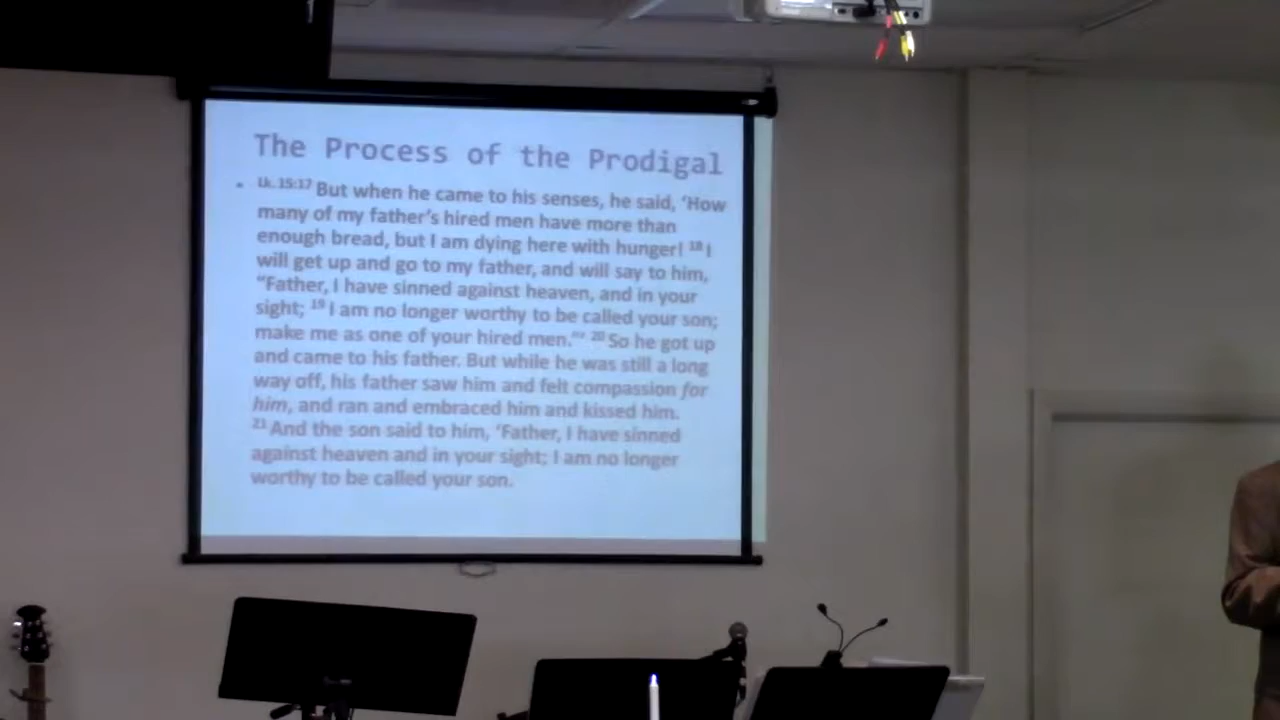 The Process of the Prodigal
• Lk. 15:17 But when he came to his senses, he said, ‘How
many of my father’s hired men have more than
enough bread, but I am dying here with hunger! 18 I
will get up and go to my father, and will say to him,
“Father, I have sinned against heaven, and in your
sight; 19 I am no longer worthy to be called your son;
make me as one of your hired men.”’ 20 So he got up
and came to his father. But while he was still a long
way off, his father saw him and felt compassion for
him, and ran and embraced him and kissed him.
21 And the son said to him, ‘Father, I have sinned
against heaven and in your sight; I am no longer
worthy to be called your son.